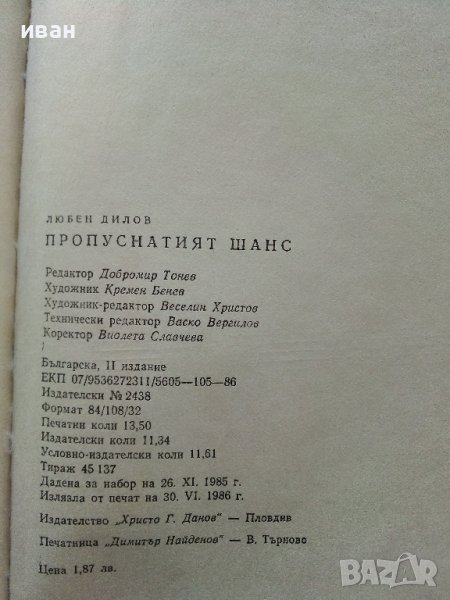 иван
ЛЮБЕН ДИЛОВ
ПРОПУСНАТИЯТ ШАНС
Редактор Добромир Тонев
Художник Кремен Бенев
Художник-редактор Веселин Христов
Технически редактор Васко Вергилов
Коректор Виолета Славчева
Българска, II издание
ЕКП 07/9536272311/5605—105—86
Издателски № 2438
Формат 84/108/32
Печатни коли 13,50
Издателски коли 11,34
Условно-издателски коли 11,61
Тираж 45 137
Дадена за набор на 26. XI. 1985 г.
Излязла от печат на 30. VI. 1986 г.
Издателство „Христо Г. Данов“ — Пловдив
Печатница „Димитър Найденов“ — В. Търново
Цена 1,87 лв.
BAZAR.BG